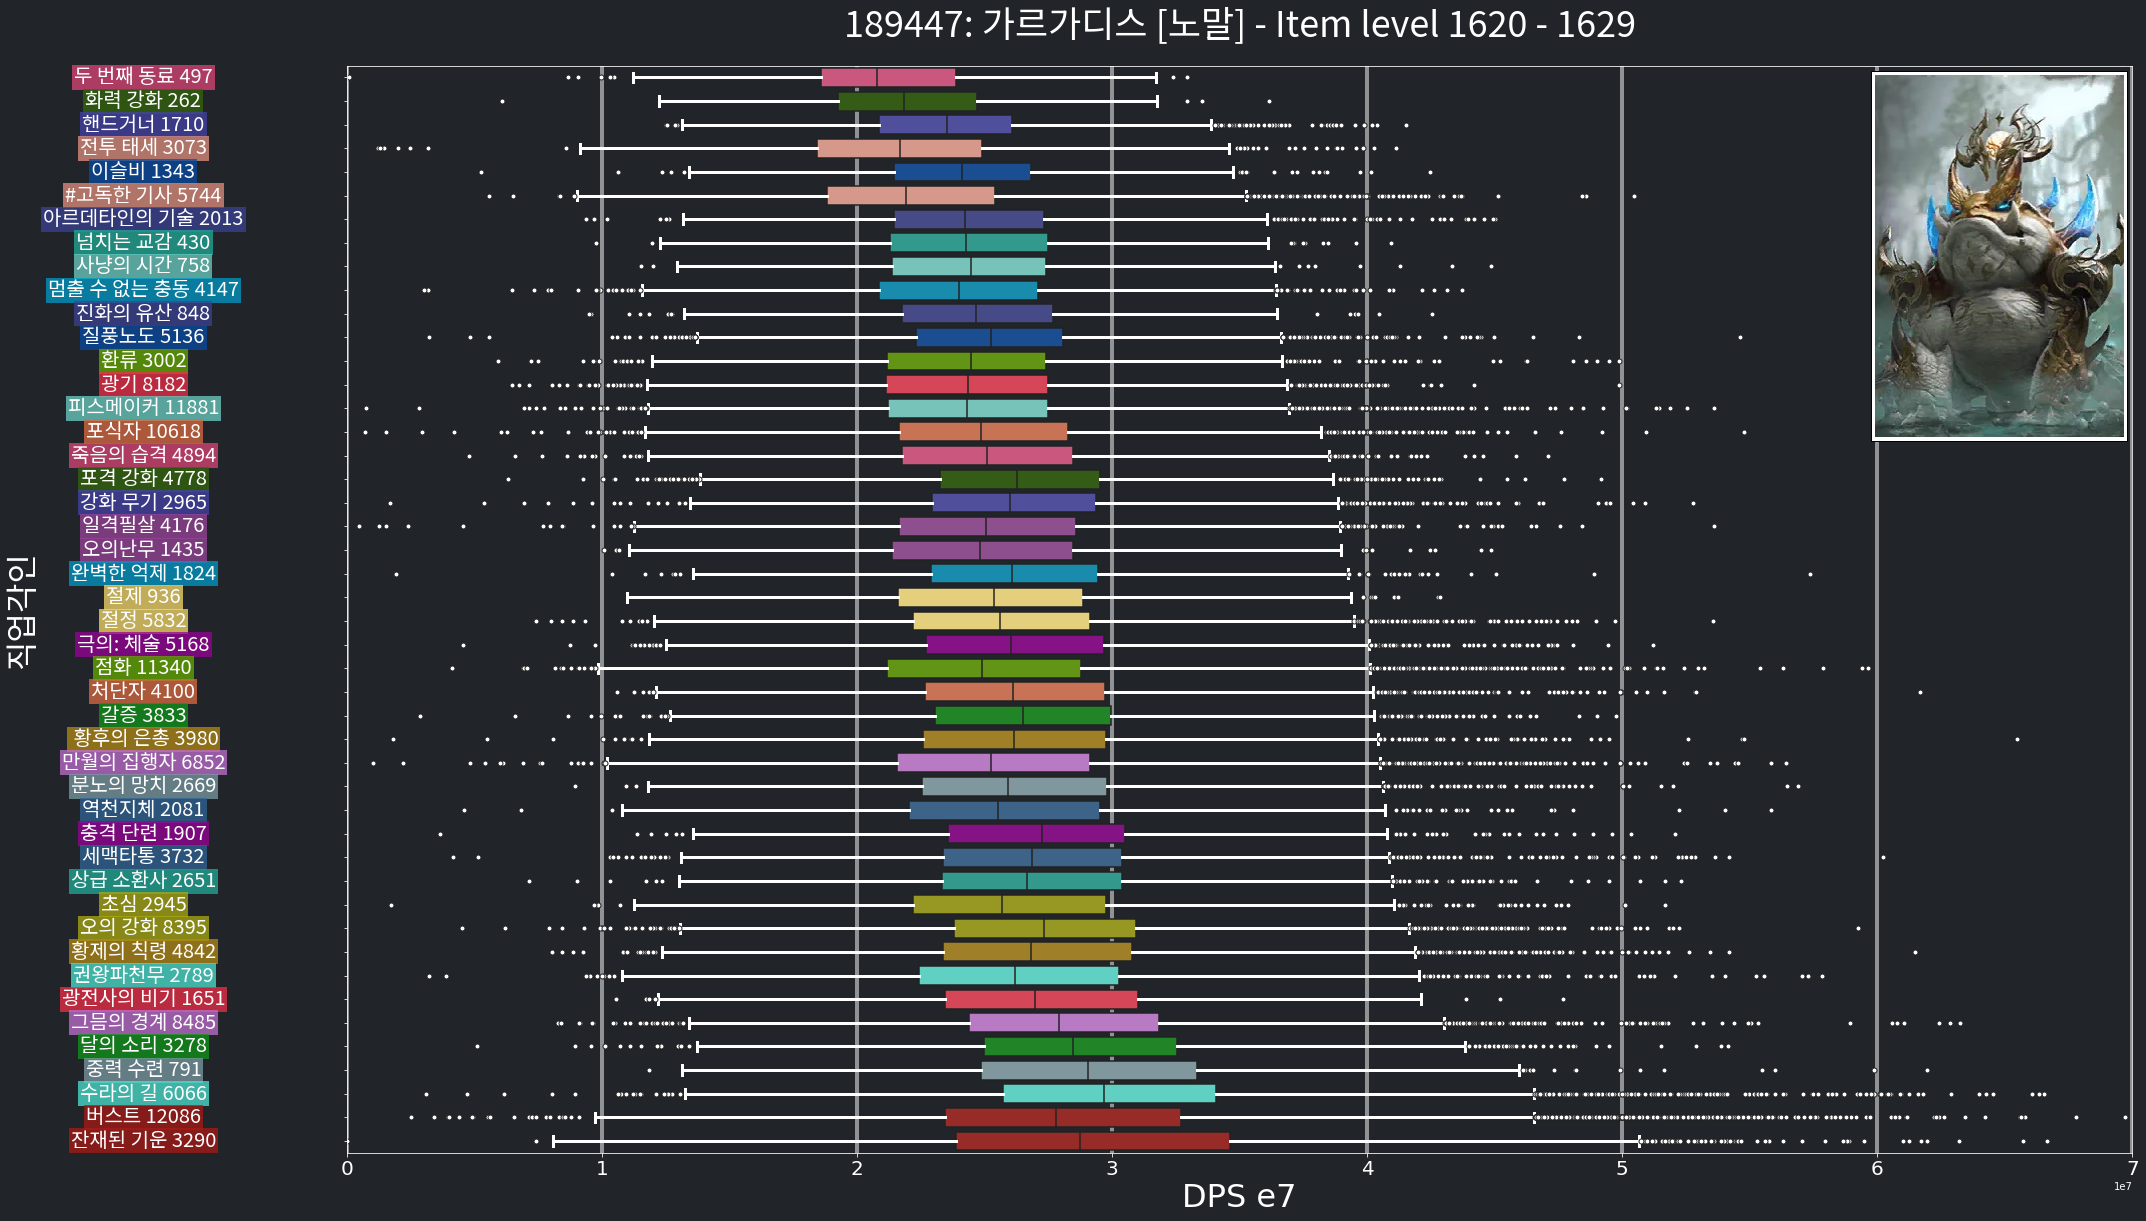 189447: 가르가디스 [노말] - Item level 1620 - 1629
두 번째 동료 497
화력 강화 262
핸드거너 1710
전투 태세 3073
이슬비 1343
#고독한 기사 5744
아르데타인의 기술 2013
넘치는 교감 430
사냥의 시간 758
멈출 수 없는 충동 4147
진화의 유산 848
질풍노도 5136
환류 3002
광기 8182
피스메이커 11881
포식자 10618
죽음의 습격 4894
포격 강화 4778
강화 무기 2965
일격필살 4176
오의난무 1435
완벽한 억제 1824
절제 936
절정 5832
극의: 체술 5168
점화 11340
처단자 4100
갈증 3833
황후의 은총 3980
만월의 집행자 6852
분노의 망치 2669
역천지체 2081
충격 단련 1907
세맥타통 3732
상급 소환사 2651
초심 2945
오의 강화 8395
황제의 칙령 4842
권왕파천무 2789
광전사의 비기 1651
그믐의 경계 8485
달의 소리 3278
중력 수련 791
수라의 길 6066
버스트 12086
잔재된 기운 3290
직업각인
0 1 2 3 4 5 6 7
DPS e7
1e7